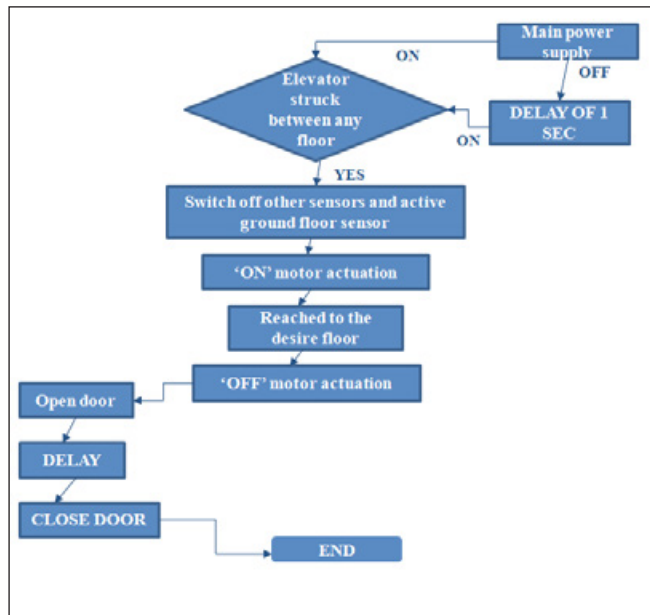 Main power
supply
ON
OFF
Elevator
struck
between any
floor
DELAY OF 1
SEC
ON
YES
Switch off other sensors and active
ground floor sensor
‘ON’ motor actuation
Reached to the
desire floor
‘OFF’ motor actuation
Open door
DELAY
CLOSE DOOR
END